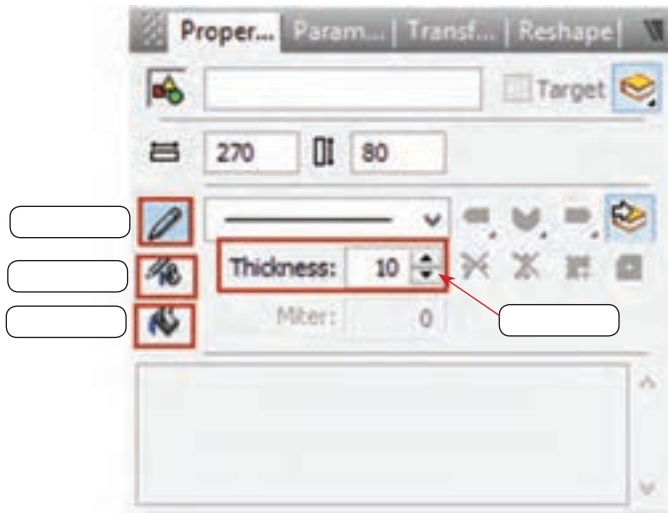 Proper... Param... Transf... Reshape
Target
270 80
Thickness: 10
Miter: 0